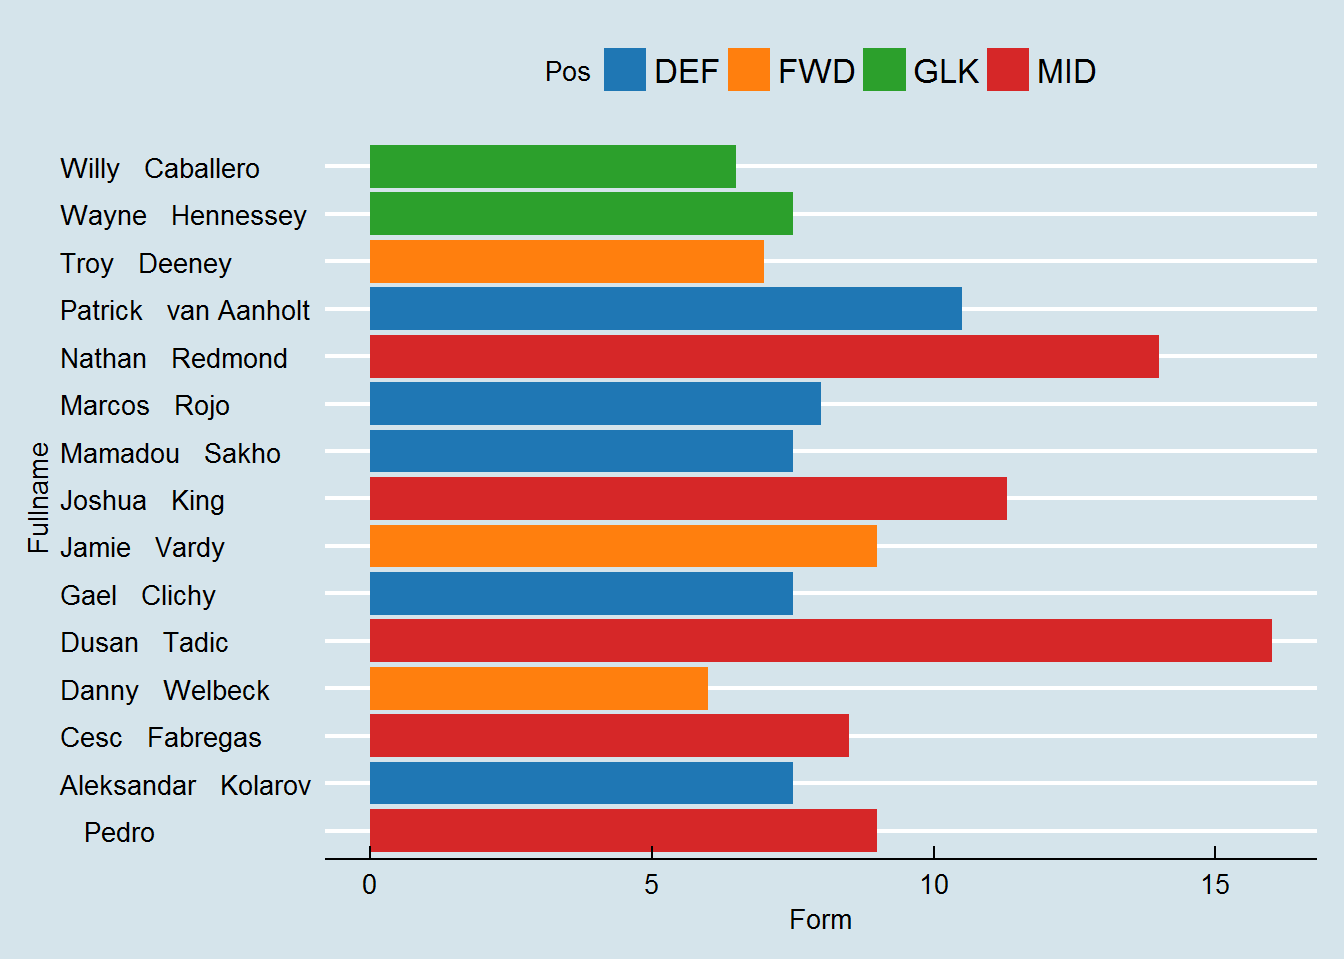 Pos DEF FWD GLK MID
Willy Caballero
Wayne Hennessey
Troy Deeney
Patrick van Aanholt
Nathan Redmond
Marcos Rojo
Mamadou Sakho
Joshua King
Jamie Vardy
Gael Clichy
Dusan Tadic
Danny Welbeck
Cesc Fabregas
Aleksandar Kolarov
Pedro
Fullname
0 5 10 15
Form